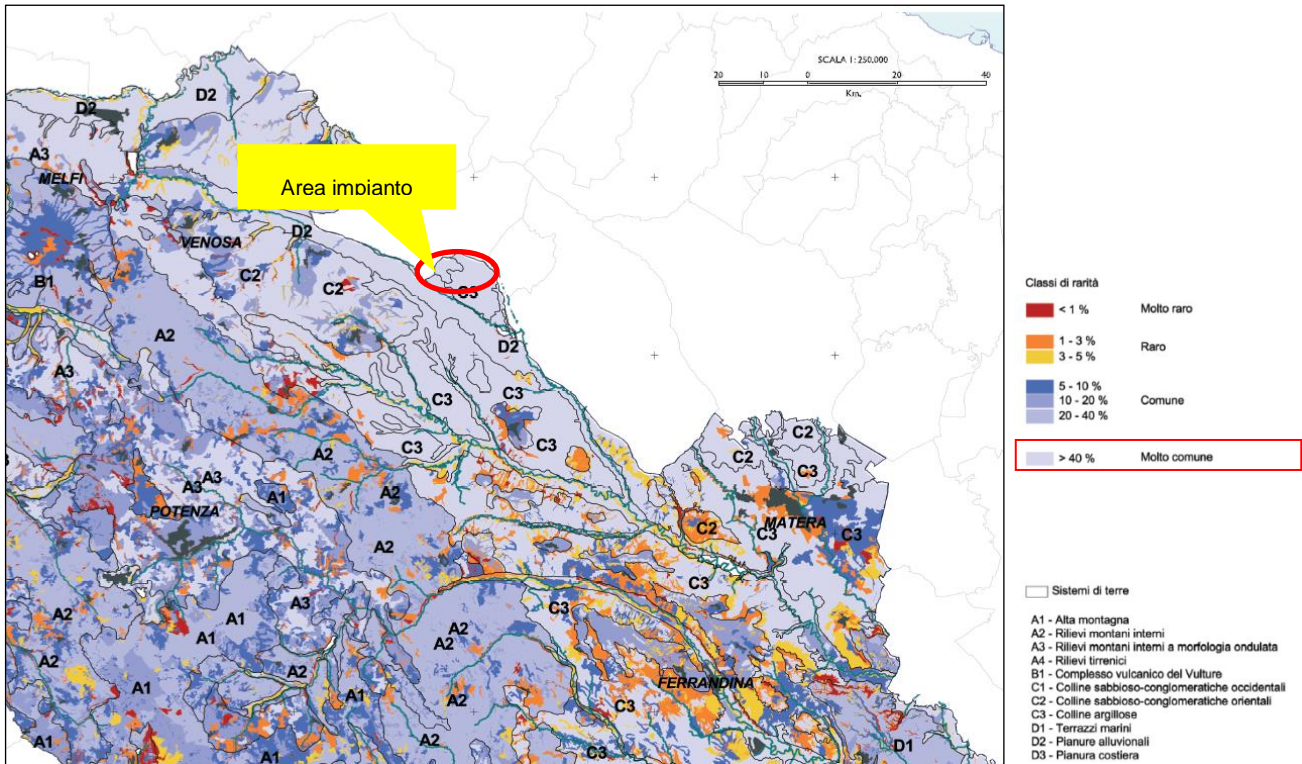 SCALA 1: 250.000
20 10 0 20 40
Km.
D2
D2
A3
MELFI
Area impianto
VENOSA
D2
C2
C2
C3
B1
A2
D2
A3
C3
C3
C3
C3
A2
C2
C2
C3
A3
A3
A1
A2
POTENZA
C2
MATERA
C3
C3
A2
C3
A3
C3
A2
A1
A2
A1
A2
A2
A2
A1
A1
A2
FERRANDINA
C3
A1
A2
A1
A1
C3
D1
Classi di rarità
< 1 % Molto raro
1 - 3 %
Raro
3 - 5 %
5 - 10 %
10 - 20 % Comune
20 - 40 %
> 40 % Molto comune
Sistemi di terre
A1 - Alta montagna
A2 - Rilievi montani interni
A3 - Rilievi montani interni a morfologia ondulata
A4 - Rilievi tirrenici
B1 - Complesso vulcanico del Vulture
C1 - Colline sabbioso-conglomeratiche occidentali
C2 - Colline sabbioso-conglomeratiche orientali
C3 - Colline argillose
D1 - Terrazzi marini
D2 - Pianure alluvionali
D3 - Pianura costiera